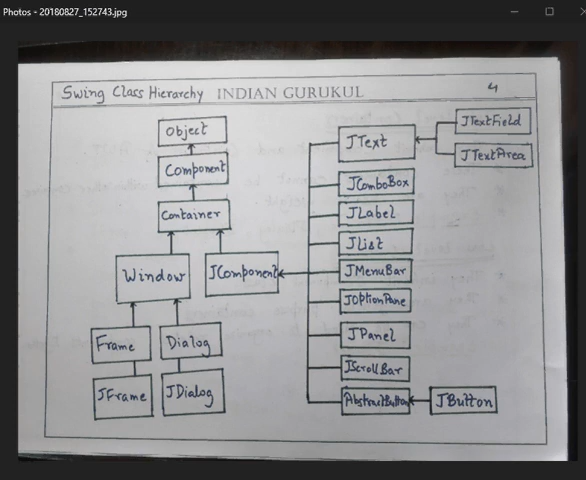 Photos - 20180827_152743.jpg
Swing Class Hierarchy INDIAN GURUKUL 4
Object
Component
Container
Window
JComponent
Frame
Dialog
JFrame
JDialog
JText
JTextField
JTextArea
JComboBox
JLabel
JList
JMenuBar
JOptionPane
JPanel
JScrollBar
AbstractButton
JButton